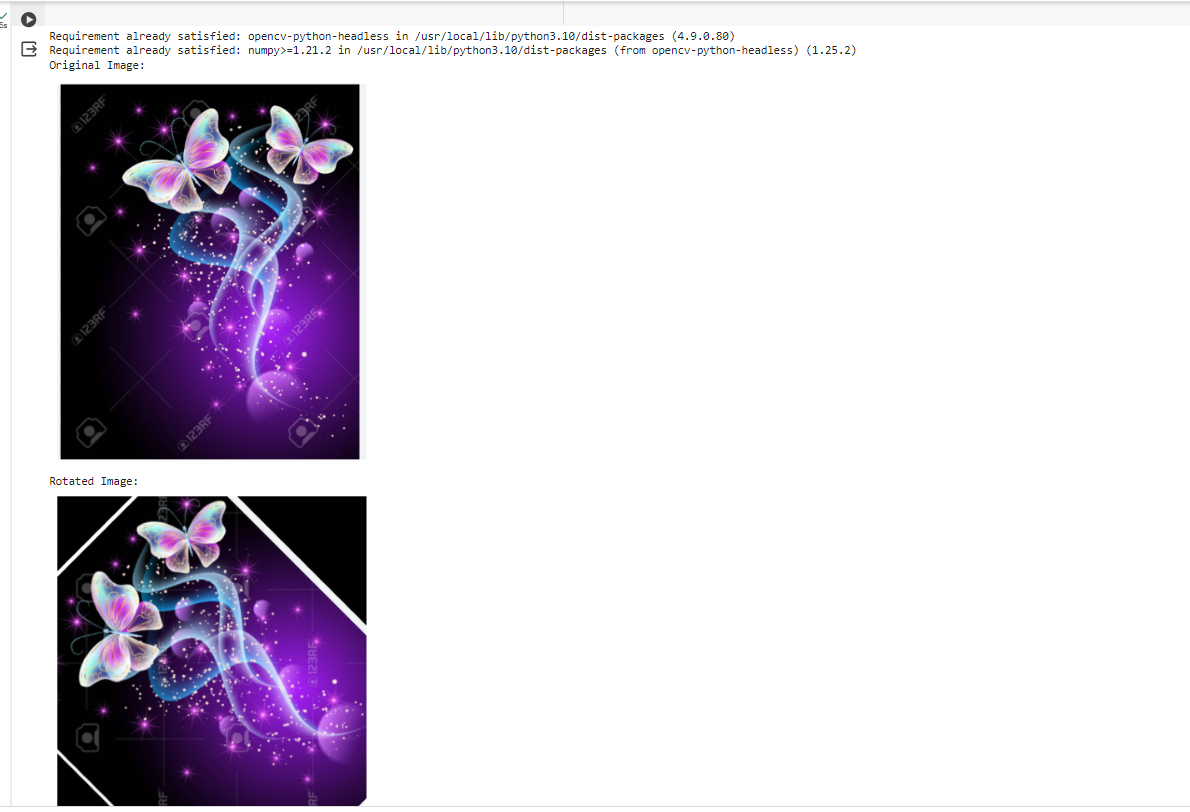 5s
Requirement already satisfied: opencv-python-headless in /usr/local/lib/python3.10/dist-packages (4.9.0.80)
Requirement already satisfied: numpy>=1.21.2 in /usr/local/lib/python3.10/dist-packages (from opencv-python-headless) (1.25.2)
Original Image:
123RF
123RF
123RF
123RF
123RF
Rotated Image:
123RF
123RF